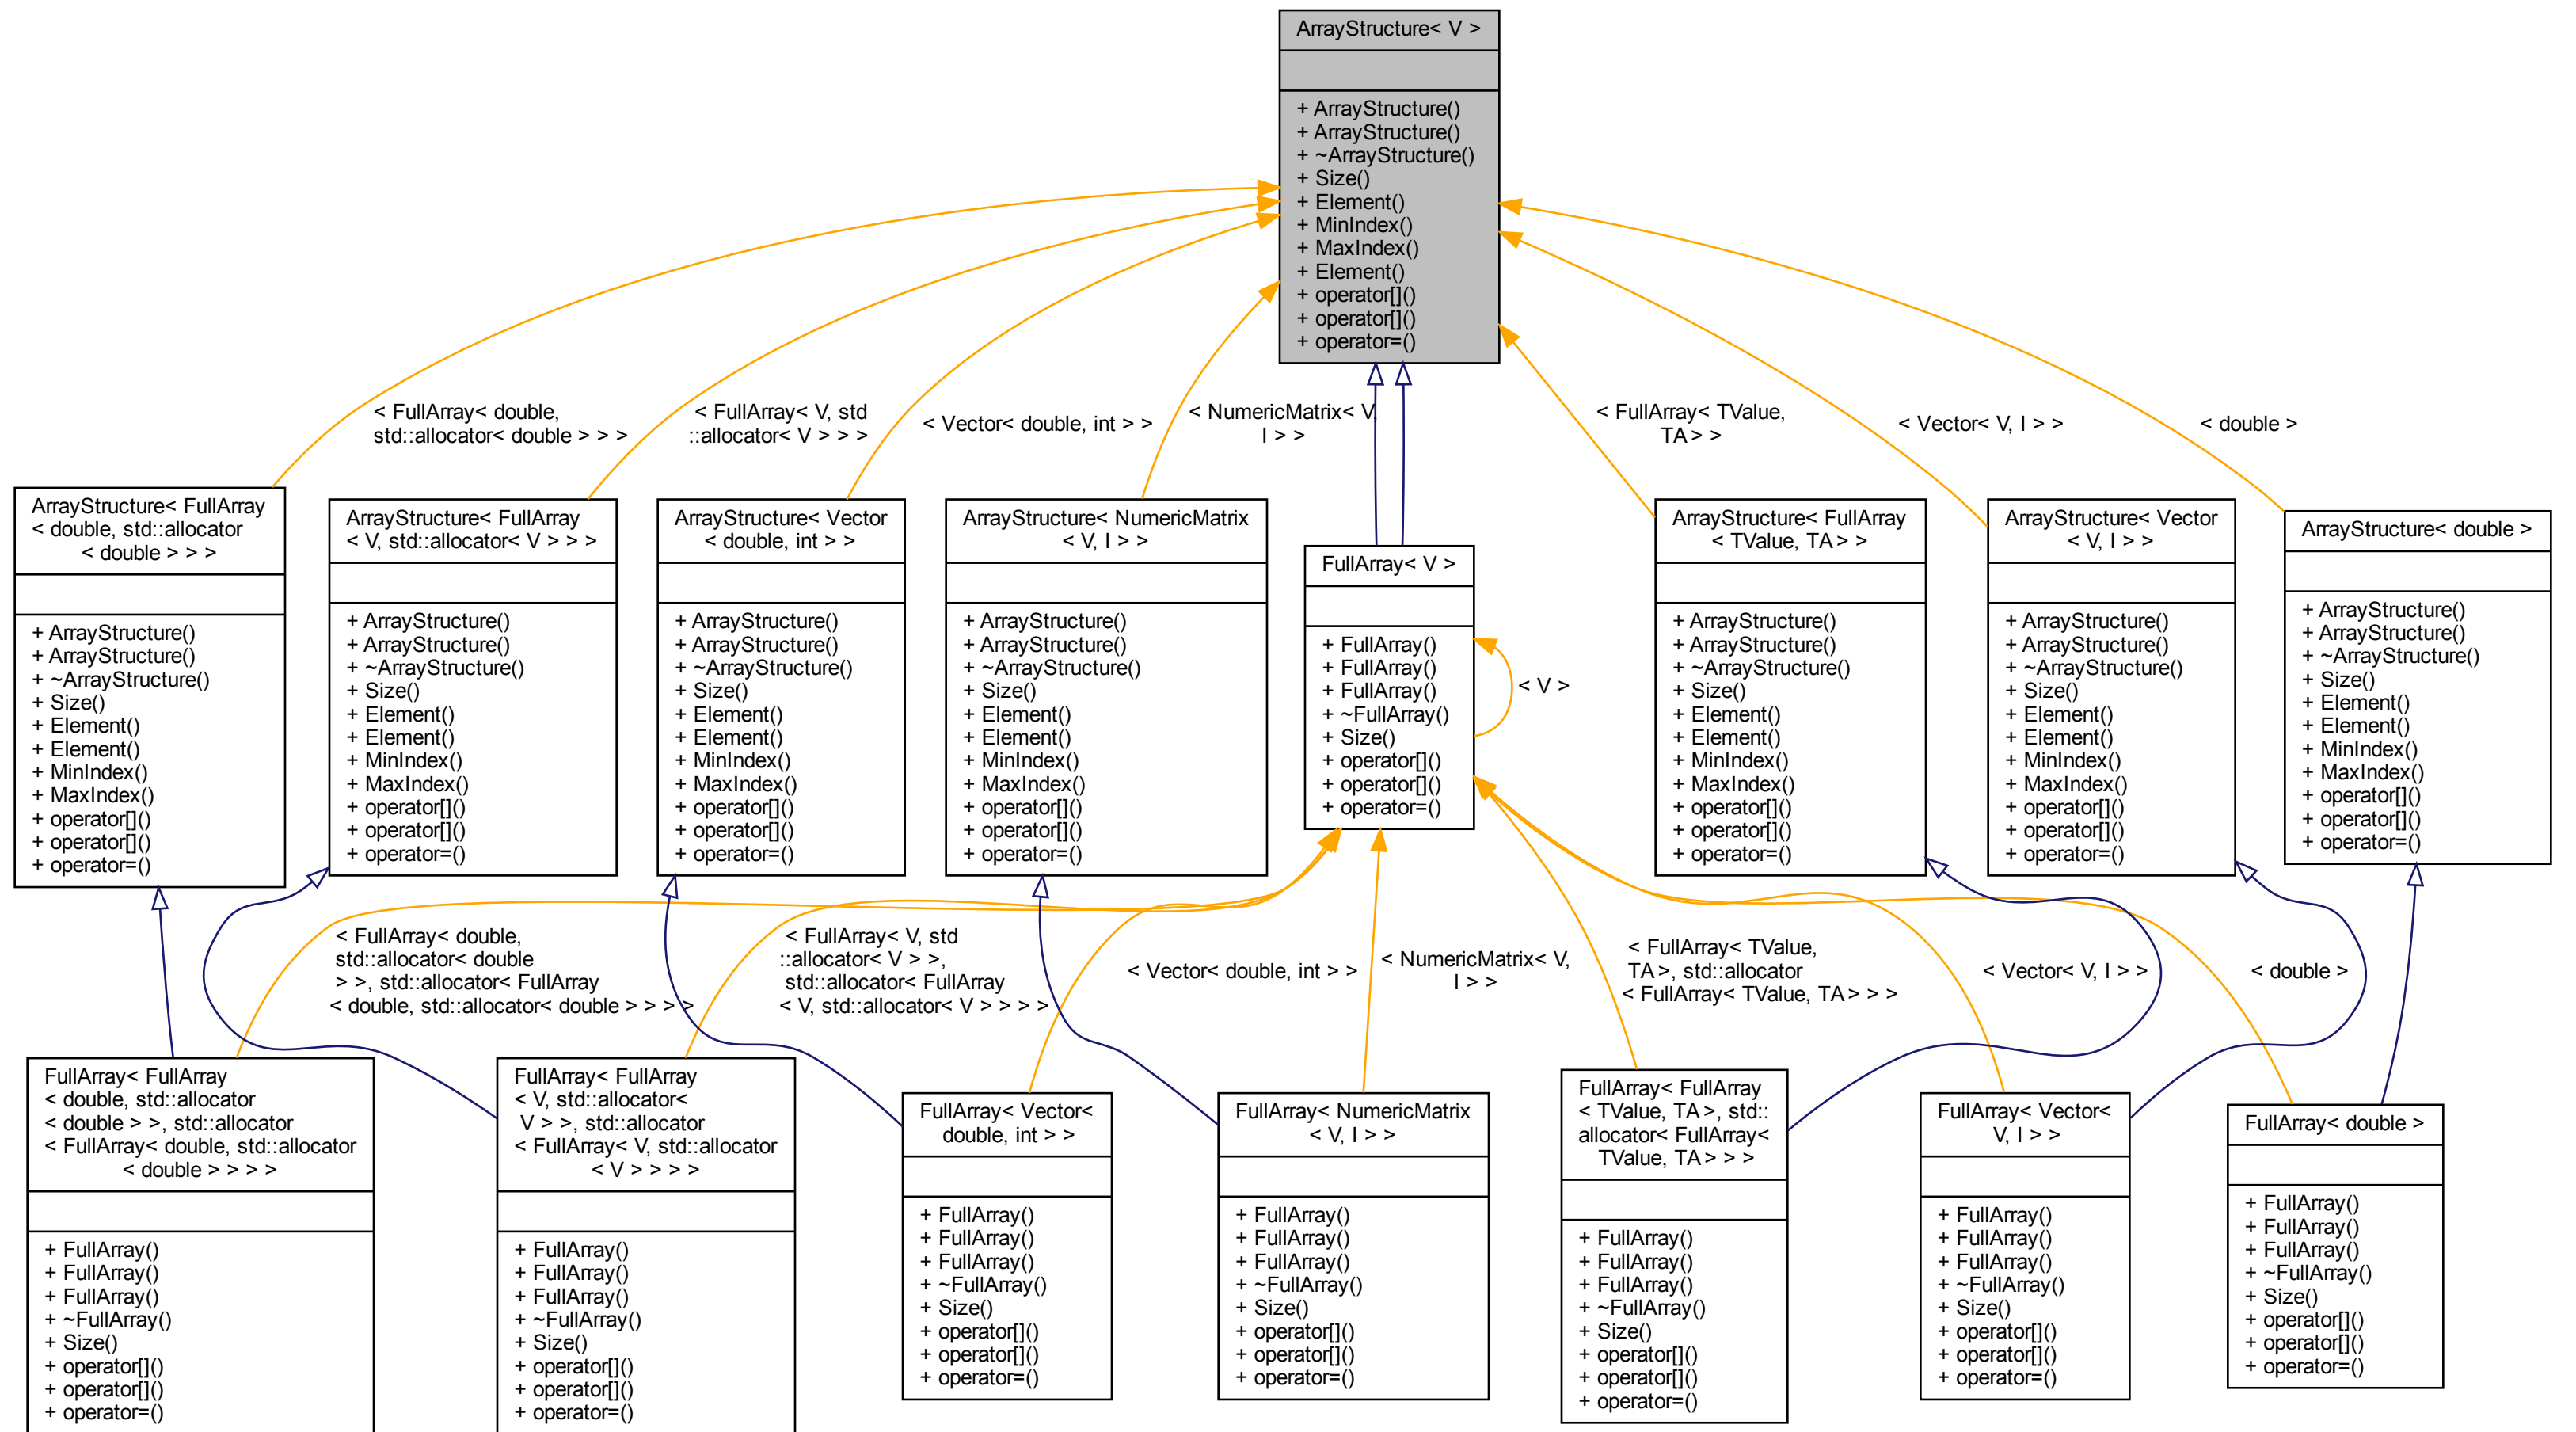 ArrayStructure< V >
+ ArrayStructure()
+ ArrayStructure()
+ ~ArrayStructure()
+ Size()
+ Element()
+ MinIndex()
+ MaxIndex()
+ Element()
+ operator[]()
+ operator[]()
+ operator=()
< FullArray< double,
std::allocator< double > > >
< FullArray< V, std
::allocator< V > > >
< Vector< double, int > >
< NumericMatrix< V,
I > >
< FullArray< TValue,
TA > >
< Vector< V, I > >
< double >
ArrayStructure< FullArray
< double, std::allocator
< double > > >
+ ArrayStructure()
+ ArrayStructure()
+ ~ArrayStructure()
+ Size()
+ Element()
+ Element()
+ MinIndex()
+ MaxIndex()
+ operator[]()
+ operator[]()
+ operator=()
ArrayStructure< FullArray
< V, std::allocator< V > > >
+ ArrayStructure()
+ ArrayStructure()
+ ~ArrayStructure()
+ Size()
+ Element()
+ Element()
+ MinIndex()
+ MaxIndex()
+ operator[]()
+ operator[]()
+ operator=()
ArrayStructure< Vector
< double, int > >
+ ArrayStructure()
+ ArrayStructure()
+ ~ArrayStructure()
+ Size()
+ Element()
+ Element()
+ MinIndex()
+ MaxIndex()
+ operator[]()
+ operator[]()
+ operator=()
ArrayStructure< NumericMatrix
< V, I > >
+ ArrayStructure()
+ ArrayStructure()
+ ~ArrayStructure()
+ Size()
+ Element()
+ Element()
+ MinIndex()
+ MaxIndex()
+ operator[]()
+ operator[]()
+ operator=()
FullArray< V >
+ FullArray()
+ FullArray()
+ FullArray()
+ ~FullArray()
+ Size()
+ operator[]()
+ operator[]()
+ operator=()
< V >
ArrayStructure< FullArray
< TValue, TA > >
+ ArrayStructure()
+ ArrayStructure()
+ ~ArrayStructure()
+ Size()
+ Element()
+ Element()
+ MinIndex()
+ MaxIndex()
+ operator[]()
+ operator[]()
+ operator=()
ArrayStructure< Vector
< V, I > >
+ ArrayStructure()
+ ArrayStructure()
+ ~ArrayStructure()
+ Size()
+ Element()
+ Element()
+ MinIndex()
+ MaxIndex()
+ operator[]()
+ operator[]()
+ operator=()
ArrayStructure< double >
+ ArrayStructure()
+ ArrayStructure()
+ ~ArrayStructure()
+ Size()
+ Element()
+ Element()
+ MinIndex()
+ MaxIndex()
+ operator[]()
+ operator[]()
+ operator=()
< FullArray< double,
std::allocator< double
> >, std::allocator< FullArray
< double, std::allocator< double > > > >
< FullArray< V, std
::allocator< V > >,
std::allocator< FullArray
< V, std::allocator< V > > > >
< Vector< double, int > >
< NumericMatrix< V,
I > >
< FullArray< TValue,
TA >, std::allocator
< FullArray< TValue, TA > > >
< Vector< V, I > >
< double >
FullArray< FullArray
< double, std::allocator
< double > >, std::allocator
< FullArray< double, std::allocator
< double > > > >
+ FullArray()
+ FullArray()
+ FullArray()
+ ~FullArray()
+ Size()
+ operator[]()
+ operator[]()
+ operator=()
FullArray< FullArray
< V, std::allocator<
V > >, std::allocator
< FullArray< V, std::allocator
< V > > > >
+ FullArray()
+ FullArray()
+ FullArray()
+ ~FullArray()
+ Size()
+ operator[]()
+ operator[]()
+ operator=()
FullArray< Vector<
double, int > >
+ FullArray()
+ FullArray()
+ FullArray()
+ ~FullArray()
+ Size()
+ operator[]()
+ operator[]()
+ operator=()
FullArray< NumericMatrix
< V, I > >
+ FullArray()
+ FullArray()
+ FullArray()
+ ~FullArray()
+ Size()
+ operator[]()
+ operator[]()
+ operator=()
FullArray< FullArray
< TValue, TA >, std::
allocator< FullArray<
TValue, TA > > >
+ FullArray()
+ FullArray()
+ FullArray()
+ ~FullArray()
+ Size()
+ operator[]()
+ operator[]()
+ operator=()
FullArray< Vector<
V, I > >
+ FullArray()
+ FullArray()
+ FullArray()
+ ~FullArray()
+ Size()
+ operator[]()
+ operator[]()
+ operator=()
FullArray< double >
+ FullArray()
+ FullArray()
+ FullArray()
+ ~FullArray()
+ Size()
+ operator[]()
+ operator[]()
+ operator=()